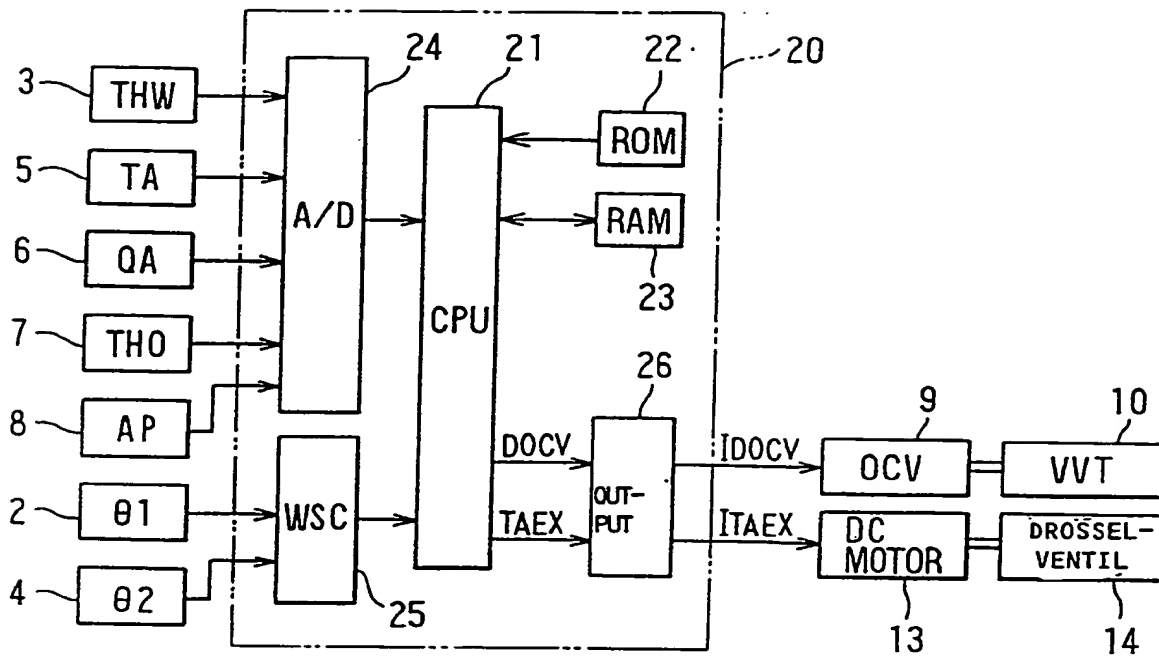 24
21
22
20
3
THW
ROM
5
TA
A/D
RAM
6
QA
23
CPU
7
THO
26
8
AP
9
10
DOCV
IDOCV
OCV
VVT
2
θ1
WSC
OUT-
PUT
TAEX
ITAEX
DC
MOTOR
DROSSEL-
VENTIL
4
θ2
25
13
14